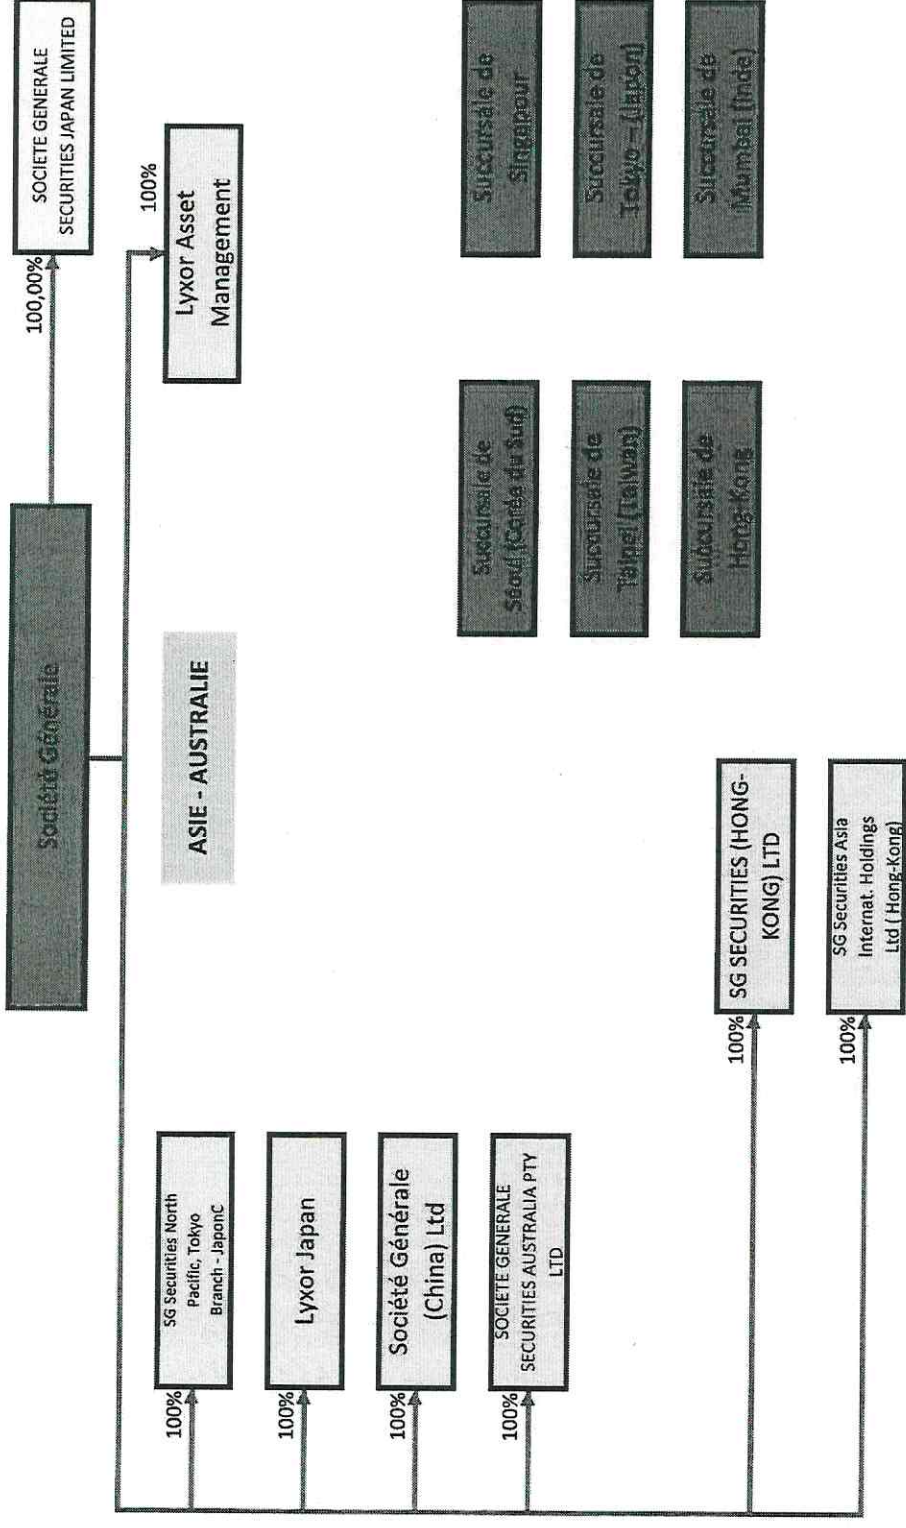 Société Générale
100,00%
SOCIETE GENERALE
SECURITIES JAPAN LIMITED
ASIE - AUSTRALIE
100%
Lyxor Asset
Management
100%
SG Securities North
Pacific, Tokyo
Branch - JaponC
100%
Lyxor Japan
100%
Société Générale
(China) Ltd
100%
SOCIETE GENERALE
SECURITIES AUSTRALIA PTY
LTD
100%
SG SECURITIES (HONG-
KONG) LTD
100%
SG Securities Asia
Internat. Holdings
Ltd ( Hong-Kong)
Succursale de
Séoul (Corée du Sud)
Succursale de
Taipei (Taiwan)
Succursale de
Hong-Kong
Succursale de
Singapour
Succursale de
Tokyo – (Japon)
Succursale de
Mumbai (Inde)